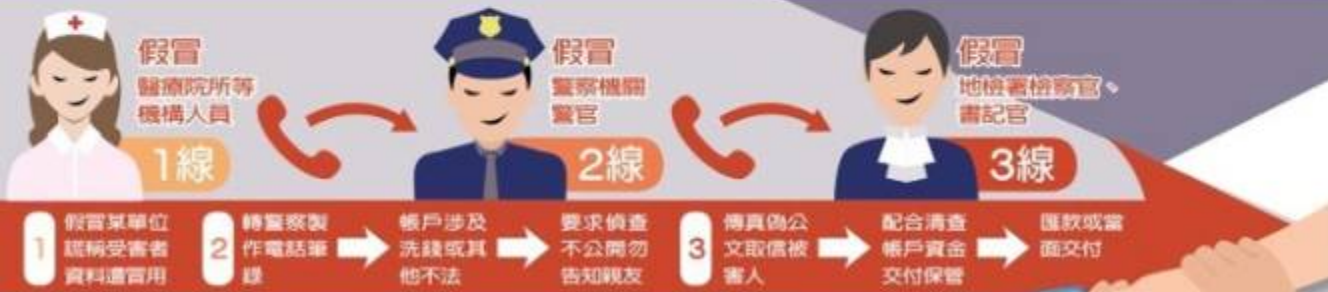 假冒
醫療院所等
機構人員
1線
假冒
警察機關
警官
2線
假冒
地檢署檢察官、
書記官
3線
1
假冒某單位
謊稱受害者
資料遭冒用
2
轉警察製
作電話筆
錄
帳戶涉及
洗錢或其
他不法
要求偵查
不公開勿
告知親友
3
傳真偽公
文取信被
害人
配合清查
帳戶資金
交付保管
匯款或當
面交付